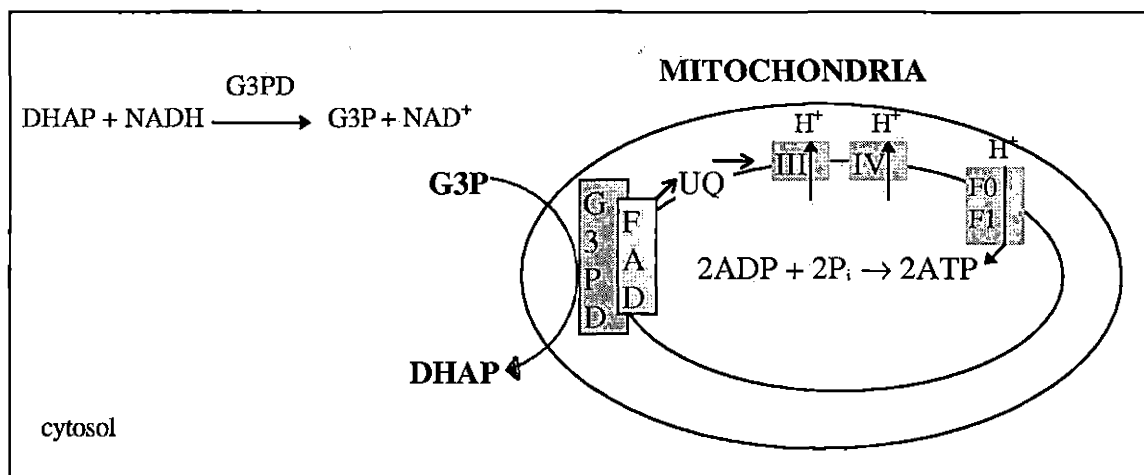 MITOCHONDRIA
G3PD
DHAP + NADH → G3P + NAD⁺
H⁺
H⁺
H⁺
III
IV
UQ
G3P
F0
F1
G
3
P
D
F
A
D
2ADP + 2Pᵢ → 2ATP
DHAP
cytosol